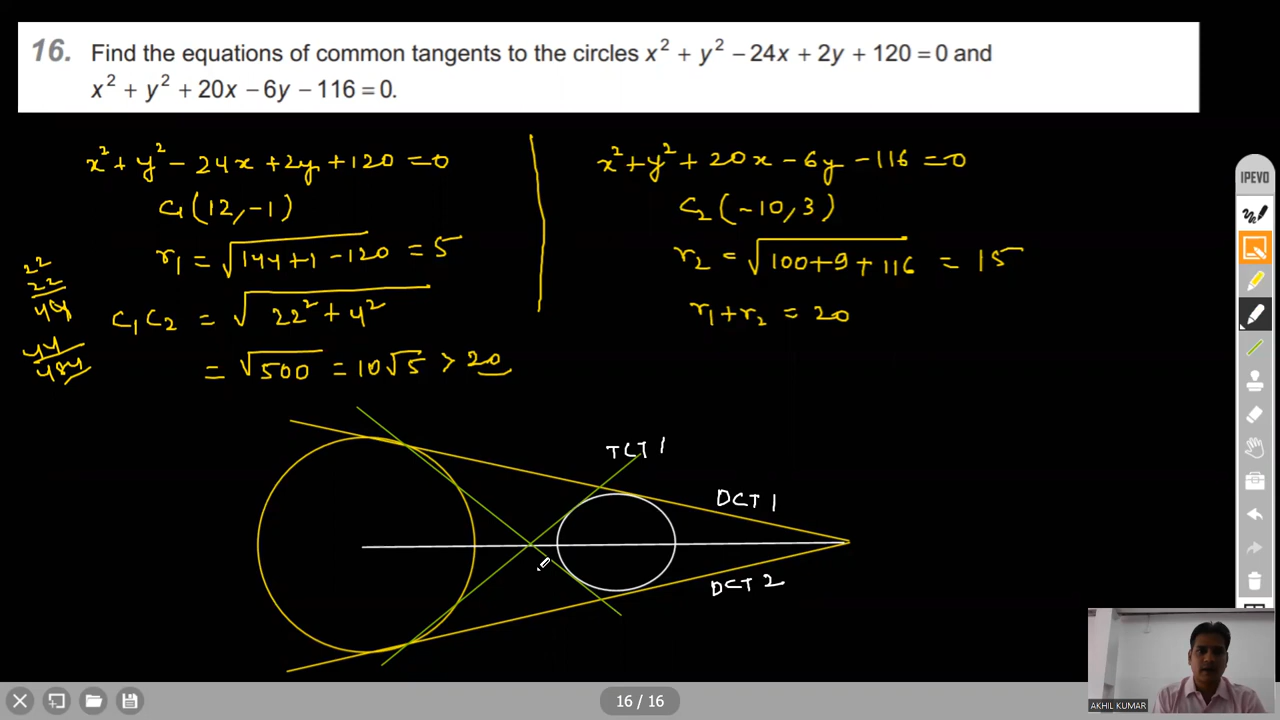 16. Find the equations of common tangents to the circles x² + y² − 24x + 2y + 120 = 0 and
x² + y² + 20x − 6y − 116 = 0.
x² + y² − 24x + 2y + 120 = 0
C₁(12, −1)
r₁ = √144 + 1 − 120 = 5
C₁C₂ = √22² + 4²
= √500 = 10√5 > 20
22
22
44
44
484
x² + y² + 20x − 6y − 116 = 0
C₂(−10, 3)
r₂ = √100 + 9 + 116 = 15
r₁ + r₂ = 20
TCT 1
DCT 1
DCT 2
IPEVO
16 / 16
AKHIL KUMAR